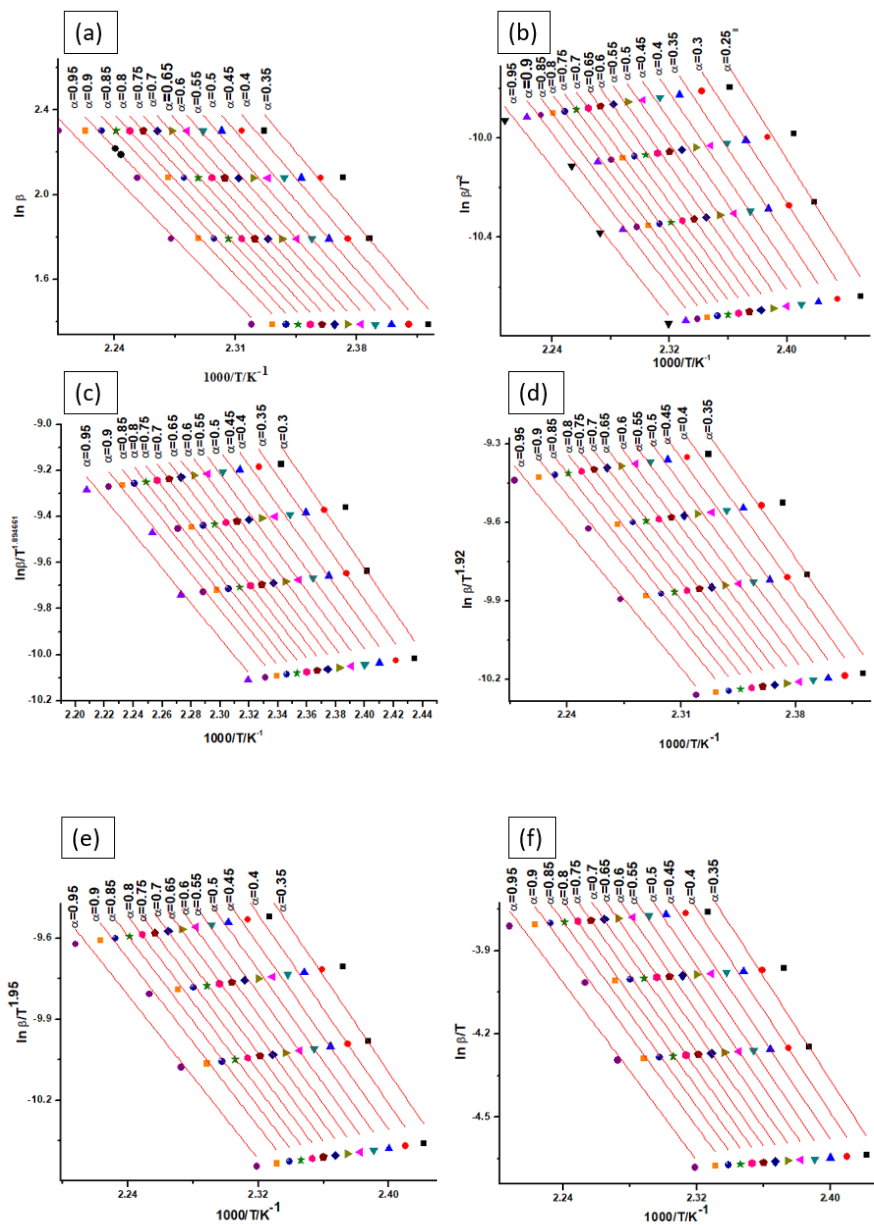 (a)
α=0.95
α=0.9
α=0.85
α=0.8
α=0.75
α=0.7
α=0.65
α=0.6
α=0.55
α=0.5
α=0.45
α=0.4
α=0.35
2.4
2.0
1.6
ln β
2.24
2.31
2.38
1000/T/K⁻¹
(b)
α=0.95
α=0.9
α=0.85
α=0.8
α=0.75
α=0.7
α=0.65
α=0.6
α=0.55
α=0.5
α=0.45
α=0.4
α=0.35
α=0.3
α=0.25
-10.0
-10.4
ln β/T²
2.24
2.32
2.40
1000/T/K⁻¹
(c)
α=0.95
α=0.9
α=0.85
α=0.8
α=0.75
α=0.7
α=0.65
α=0.6
α=0.55
α=0.5
α=0.45
α=0.4
α=0.35
α=0.3
-9.0
-9.2
-9.4
-9.6
-9.8
-10.0
-10.2
lnβ/T^1.894661
2.20
2.22
2.24
2.26
2.28
2.30
2.32
2.34
2.36
2.38
2.40
2.42
2.44
1000/T/K⁻¹
(d)
α=0.95
α=0.9
α=0.85
α=0.8
α=0.75
α=0.7
α=0.65
α=0.6
α=0.55
α=0.5
α=0.45
α=0.4
α=0.35
-9.3
-9.6
-9.9
-10.2
ln β/T^1.92
2.24
2.31
2.38
1000/T/K⁻¹
(e)
α=0.95
α=0.9
α=0.85
α=0.8
α=0.75
α=0.7
α=0.65
α=0.6
α=0.55
α=0.5
α=0.45
α=0.4
α=0.35
-9.6
-9.9
-10.2
ln β/T^1.95
2.24
2.32
2.40
1000/T/K⁻¹
(f)
α=0.95
α=0.9
α=0.85
α=0.8
α=0.75
α=0.7
α=0.65
α=0.6
α=0.55
α=0.5
α=0.45
α=0.4
α=0.35
-3.9
-4.2
-4.5
ln β/T
2.24
2.32
2.40
1000/T/K⁻¹